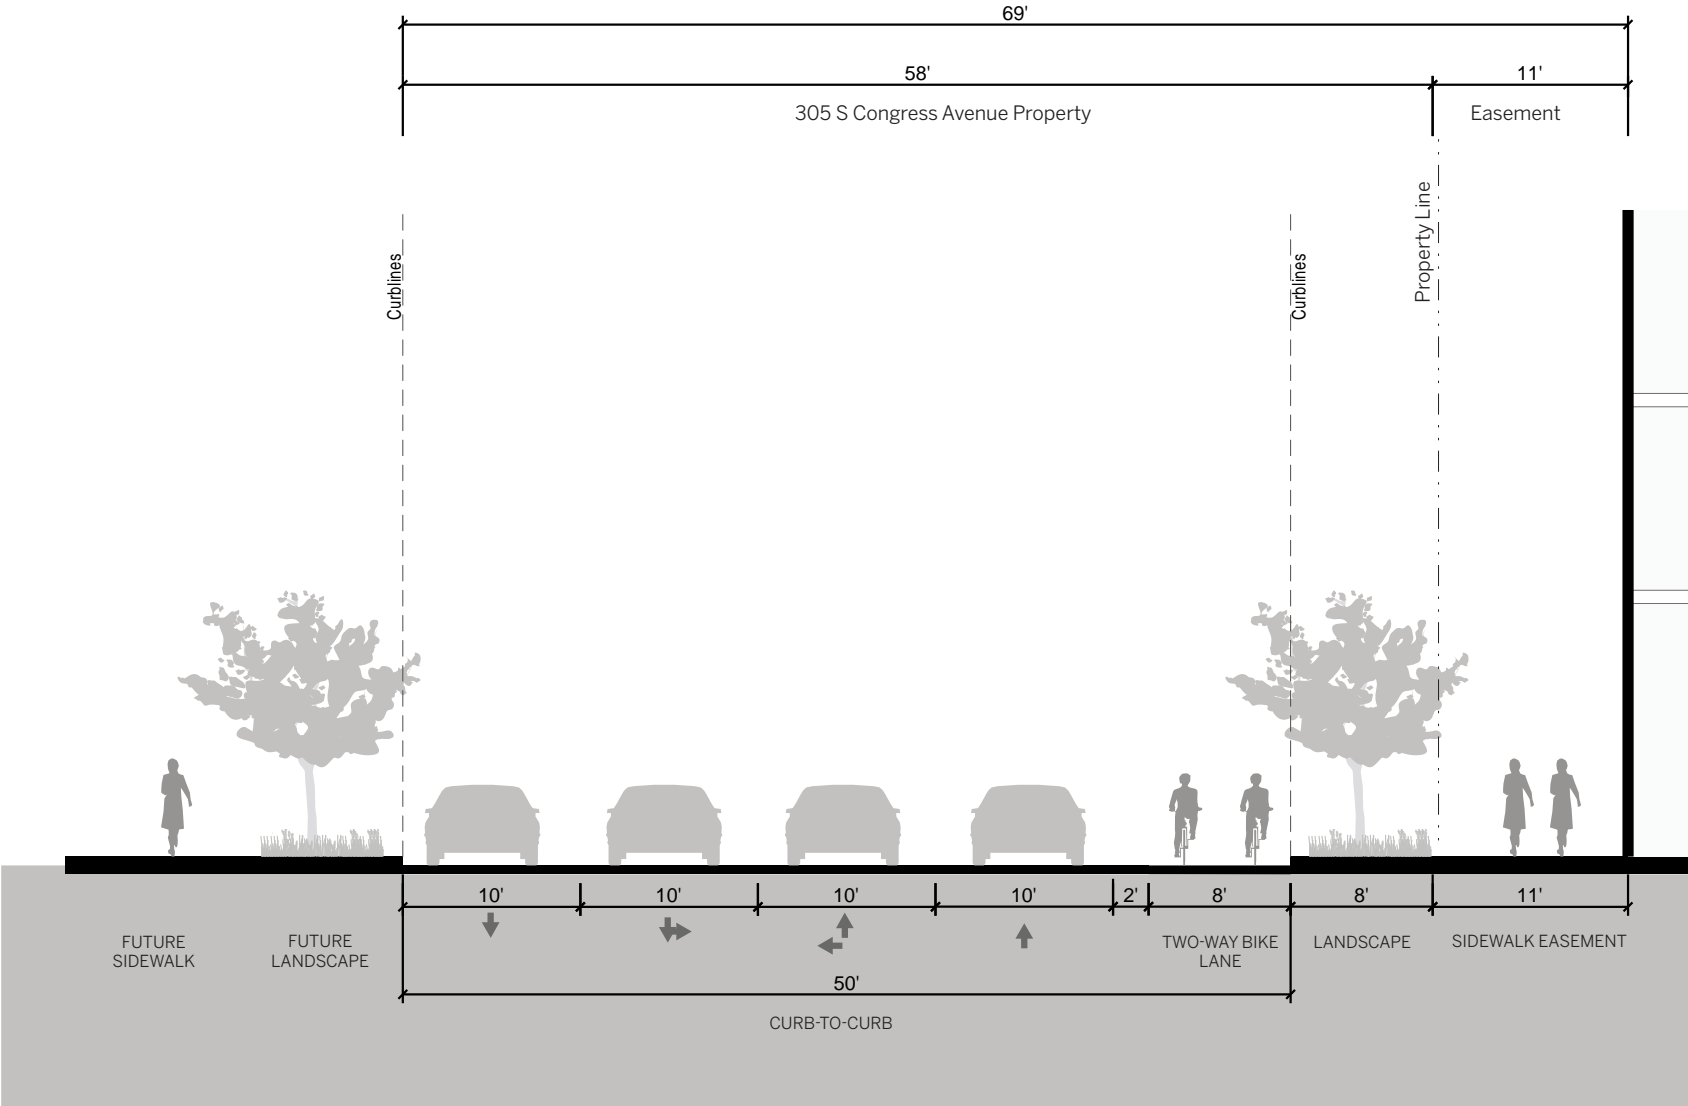 69'
58'
11'
305 S Congress Avenue Property
Easement
Property Line
Curblines
Curblines
10'
10'
10'
10'
2'
8'
8'
11'
FUTURE
SIDEWALK
FUTURE
LANDSCAPE
TWO-WAY BIKE
LANE
LANDSCAPE
SIDEWALK EASEMENT
50'
CURB-TO-CURB